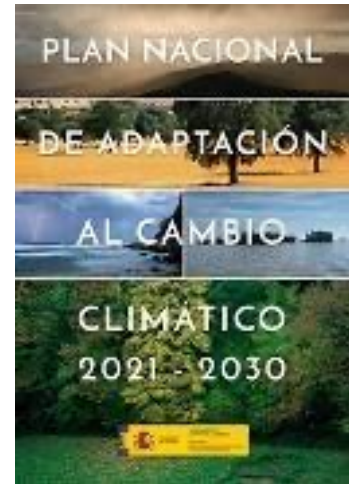 PLAN NACIONAL
DE ADAPTACIÓN
AL CAMBIO
CLIMÁTICO
2021 - 2030